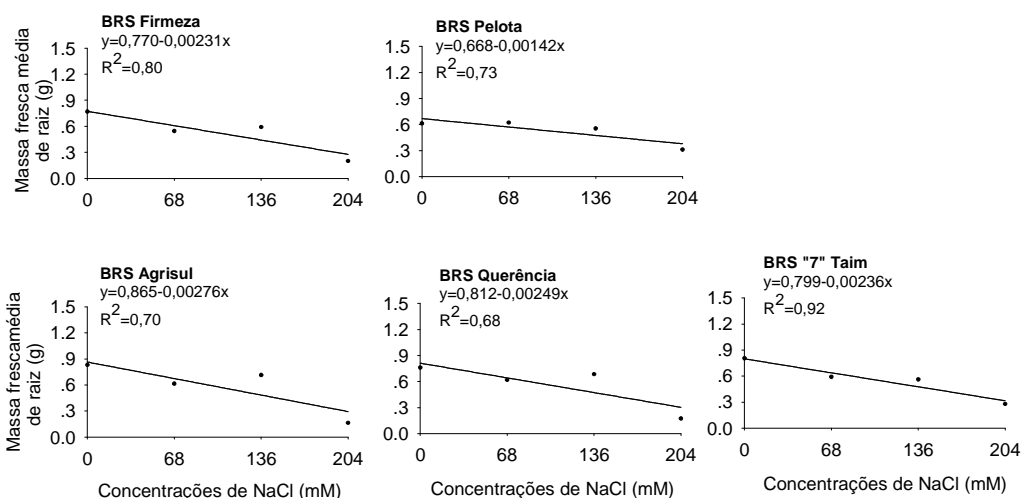 BRS Firmeza
y=0,770-0,00231x
R2=0,80
Massa fresca média
de raiz (g)
1.5
1.2
.9
.6
.3
0.0
0
68
136
204
BRS Pelota
y=0,668-0,00142x
R2=0,73
1.5
1.2
.9
.6
.3
0.0
0
68
136
204
BRS Agrisul
y=0,865-0,00276x
R2=0,70
Massa frescamédia
de raiz (g)
1.5
1.2
.9
.6
.3
0.0
0
68
136
204
Concentrações de NaCl (mM)
BRS Querência
y=0,812-0,00249x
R2=0,68
1.5
1.2
.9
.6
.3
0.0
0
68
136
204
Concentrações de NaCl (mM)
BRS "7" Taim
y=0,799-0,00236x
R2=0,92
1.5
1.2
.9
.6
.3
0.0
0
68
136
204
Concentrações de NaCl (mM)